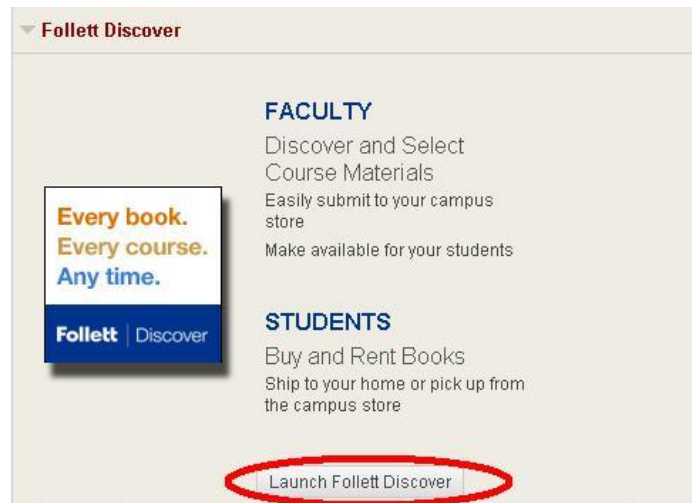 Follett Discover
FACULTY
Discover and Select
Course Materials
Easily submit to your campus
store
Make available for your students
Every book.
Every course.
Any time.
Follett | Discover
STUDENTS
Buy and Rent Books
Ship to your home or pick up from
the campus store
Launch Follett Discover